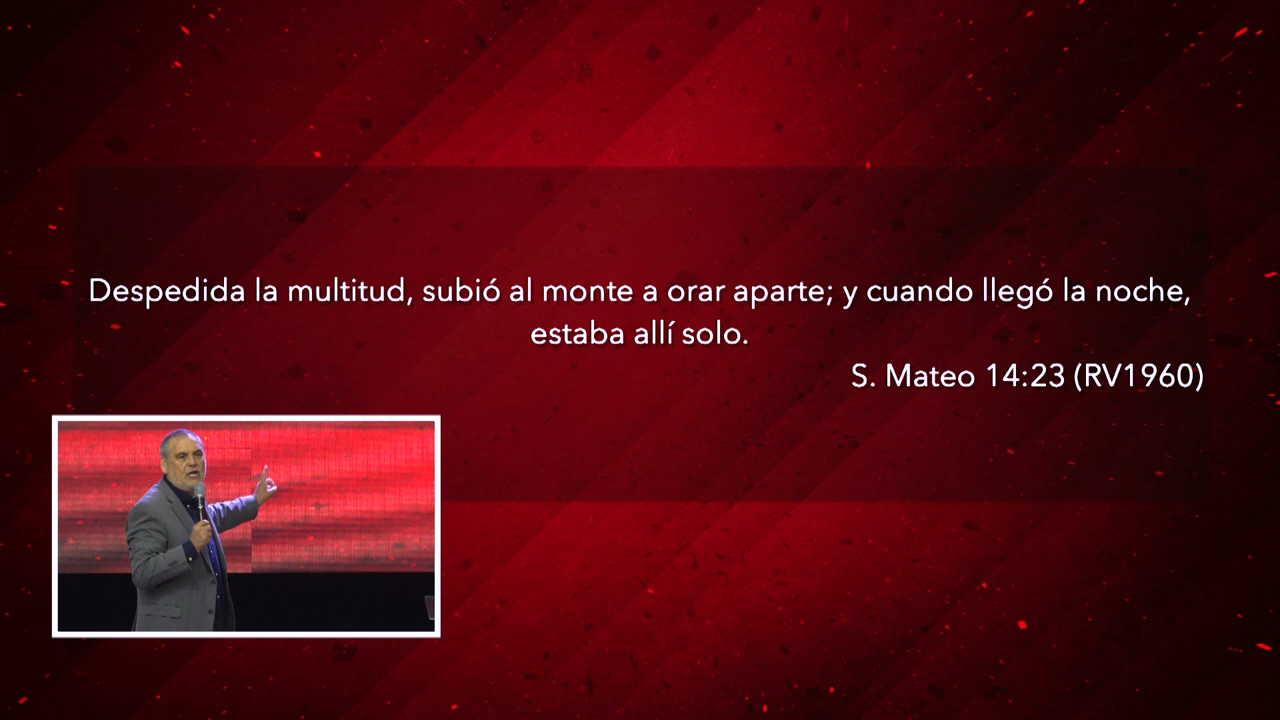 Despedida la multitud, subió al monte a orar aparte; y cuando llegó la noche,
estaba allí solo.
S. Mateo 14:23 (RV1960)